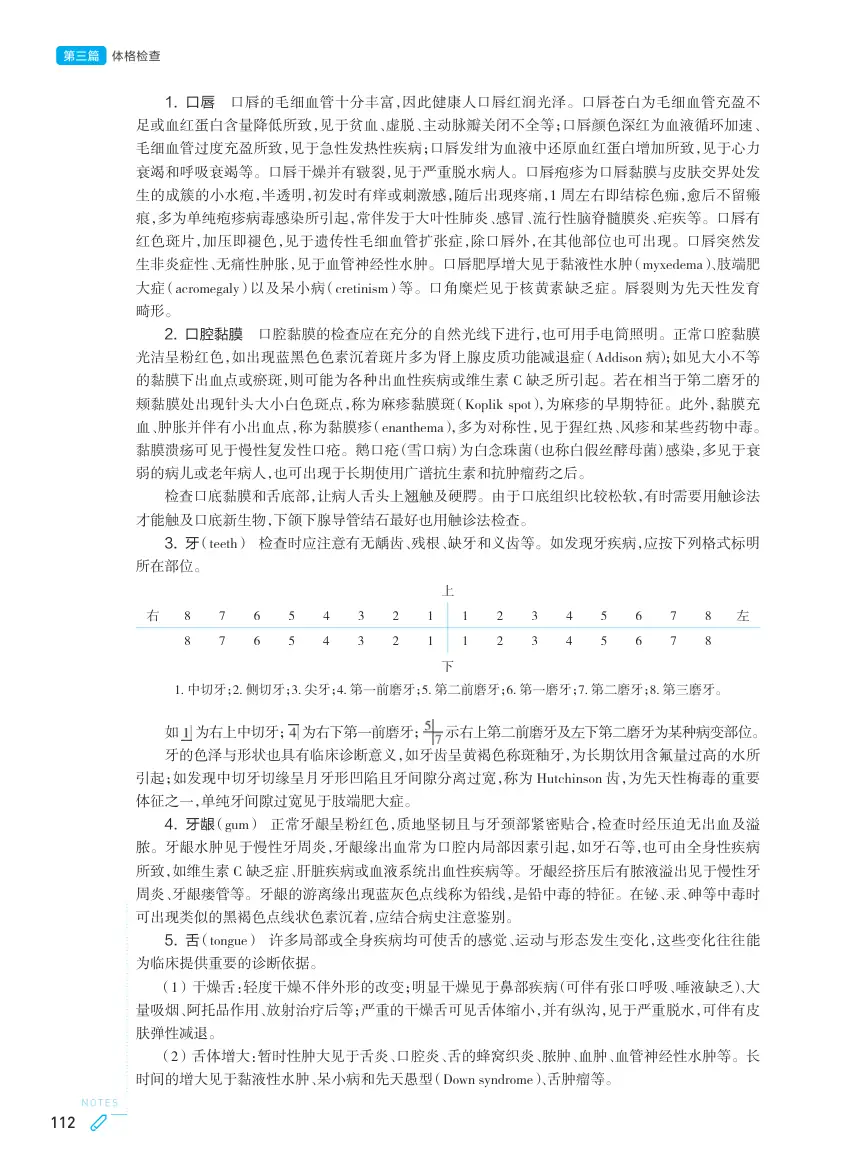 第三篇 体格检查
1. 口唇 口唇的毛细血管十分丰富,因此健康人口唇红润光泽。口唇苍白为毛细血管充盈不
足或血红蛋白含量降低所致,见于贫血、虚脱、主动脉瓣关闭不全等;口唇颜色深红为血液循环加速、
毛细血管过度充盈所致,见于急性发热性疾病;口唇发绀为血液中还原血红蛋白增加所致,见于心力
衰竭和呼吸衰竭等。口唇干燥并有皲裂,见于严重脱水病人。口唇疱疹为口唇黏膜与皮肤交界处发
生的成簇的小水疱,半透明,初发时有痒或刺激感,随后出现疼痛,1周左右即结棕色痂,愈后不留瘢
痕,多为单纯疱疹病毒感染所引起,常伴发于大叶性肺炎、感冒、流行性脑脊髓膜炎、疟疾等。口唇有
红色斑片,加压即褪色,见于遗传性毛细血管扩张症,除口唇外,在其他部位也可出现。口唇突然发
生非炎症性、无痛性肿胀,见于血管神经性水肿。口唇肥厚增大见于黏液性水肿(myxedema)、肢端肥
大症(acromegaly)以及呆小病(cretinism)等。口角糜烂见于核黄素缺乏症。唇裂则为先天性发育
畸形。
2. 口腔黏膜 口腔黏膜的检查应在充分的自然光线下进行,也可用手电筒照明。正常口腔黏膜
光洁呈粉红色,如出现蓝黑色色素沉着斑片多为肾上腺皮质功能减退症(Addison 病);如见大小不等
的黏膜下出血点或瘀斑,则可能为各种出血性疾病或维生素 C 缺乏所引起。若在相当于第二磨牙的
颊黏膜处出现针头大小白色斑点,称为麻疹黏膜斑(Koplik spot),为麻疹的早期特征。此外,黏膜充
血、肿胀并伴有小出血点,称为黏膜疹(enanthema),多为对称性,见于猩红热、风疹和某些药物中毒。
黏膜溃疡可见于慢性复发性口疮。鹅口疮(雪口病)为白念珠菌(也称白假丝酵母菌)感染,多见于衰
弱的病儿或老年病人,也可出现于长期使用广谱抗生素和抗肿瘤药之后。
检查口底黏膜和舌底部,让病人舌头上翘触及硬腭。由于口底组织比较松软,有时需要用触诊法
才能触及口底新生物,下颌下腺导管结石最好也用触诊法检查。
3. 牙(teeth) 检查时应注意有无龋齿、残根、缺牙和义齿等。如发现牙疾病,应按下列格式标明
所在部位。
上
右 8 7 6 5 4 3 2 1 1 2 3 4 5 6 7 8 左
8 7 6 5 4 3 2 1 1 2 3 4 5 6 7 8
下
1. 中切牙;2. 侧切牙;3. 尖牙;4. 第一前磨牙;5. 第二前磨牙;6. 第一磨牙;7. 第二磨牙;8. 第三磨牙。
如 1| 为右上中切牙; 4| 为右下第一前磨牙; 5|7 示右上第二前磨牙及左下第二磨牙为某种病变部位。
牙的色泽与形状也具有临床诊断意义,如牙齿呈黄褐色称斑釉牙,为长期饮用含氟量过高的水所
引起;如发现中切牙切缘呈月牙形凹陷且牙间隙分离过宽,称为 Hutchinson 齿,为先天性梅毒的重要
体征之一,单纯牙间隙过宽见于肢端肥大症。
4. 牙龈(gum) 正常牙龈呈粉红色,质地坚韧且与牙颈部紧密贴合,检查时经压迫无出血及溢
脓。牙龈水肿见于慢性牙周炎,牙龈缘出血常为口腔内局部因素引起,如牙石等,也可由全身性疾病
所致,如维生素 C 缺乏症、肝脏疾病或血液系统出血性疾病等。牙龈经挤压后有脓液溢出见于慢性牙
周炎、牙龈瘘管等。牙龈的游离缘出现蓝灰色点线称为铅线,是铅中毒的特征。在铋、汞、砷等中毒时
可出现类似的黑褐色点线状色素沉着,应结合病史注意鉴别。
5. 舌(tongue) 许多局部或全身疾病均可使舌的感觉、运动与形态发生变化,这些变化往往能
为临床提供重要的诊断依据。
(1)干燥舌:轻度干燥不伴外形的改变;明显干燥见于鼻部疾病(可伴有张口呼吸、唾液缺乏)、大
量吸烟、阿托品作用、放射治疗后等;严重的干燥舌可见舌体缩小,并有纵沟,见于严重脱水,可伴有皮
肤弹性减退。
(2)舌体增大:暂时性肿大见于舌炎、口腔炎、舌的蜂窝织炎、脓肿、血肿、血管神经性水肿等。长
时间的增大见于黏液性水肿、呆小病和先天愚型(Down syndrome)、舌肿瘤等。
NOTES
112